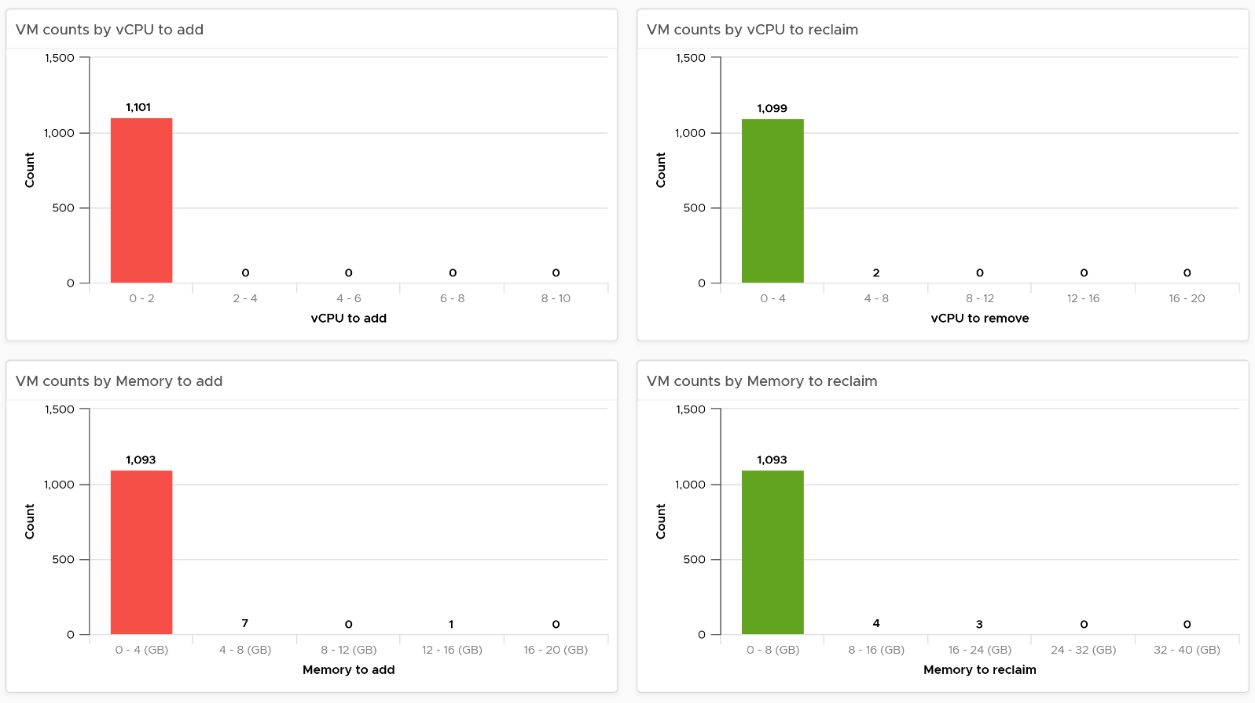 VM counts by vCPU to add
1,500
1,101
1,000
Count
500
0 0 0 0
0
0 - 2 2 - 4 4 - 6 6 - 8 8 - 10
vCPU to add
VM counts by vCPU to reclaim
1,500
1,099
1,000
Count
500
2 0 0 0
0
0 - 4 4 - 8 8 - 12 12 - 16 16 - 20
vCPU to remove
VM counts by Memory to add
1,500
1,093
1,000
Count
500
7 0 1 0
0
0 - 4 (GB) 4 - 8 (GB) 8 - 12 (GB) 12 - 16 (GB) 16 - 20 (GB)
Memory to add
VM counts by Memory to reclaim
1,500
1,093
1,000
Count
500
4 3 0 0
0
0 - 8 (GB) 8 - 16 (GB) 16 - 24 (GB) 24 - 32 (GB) 32 - 40 (GB)
Memory to reclaim